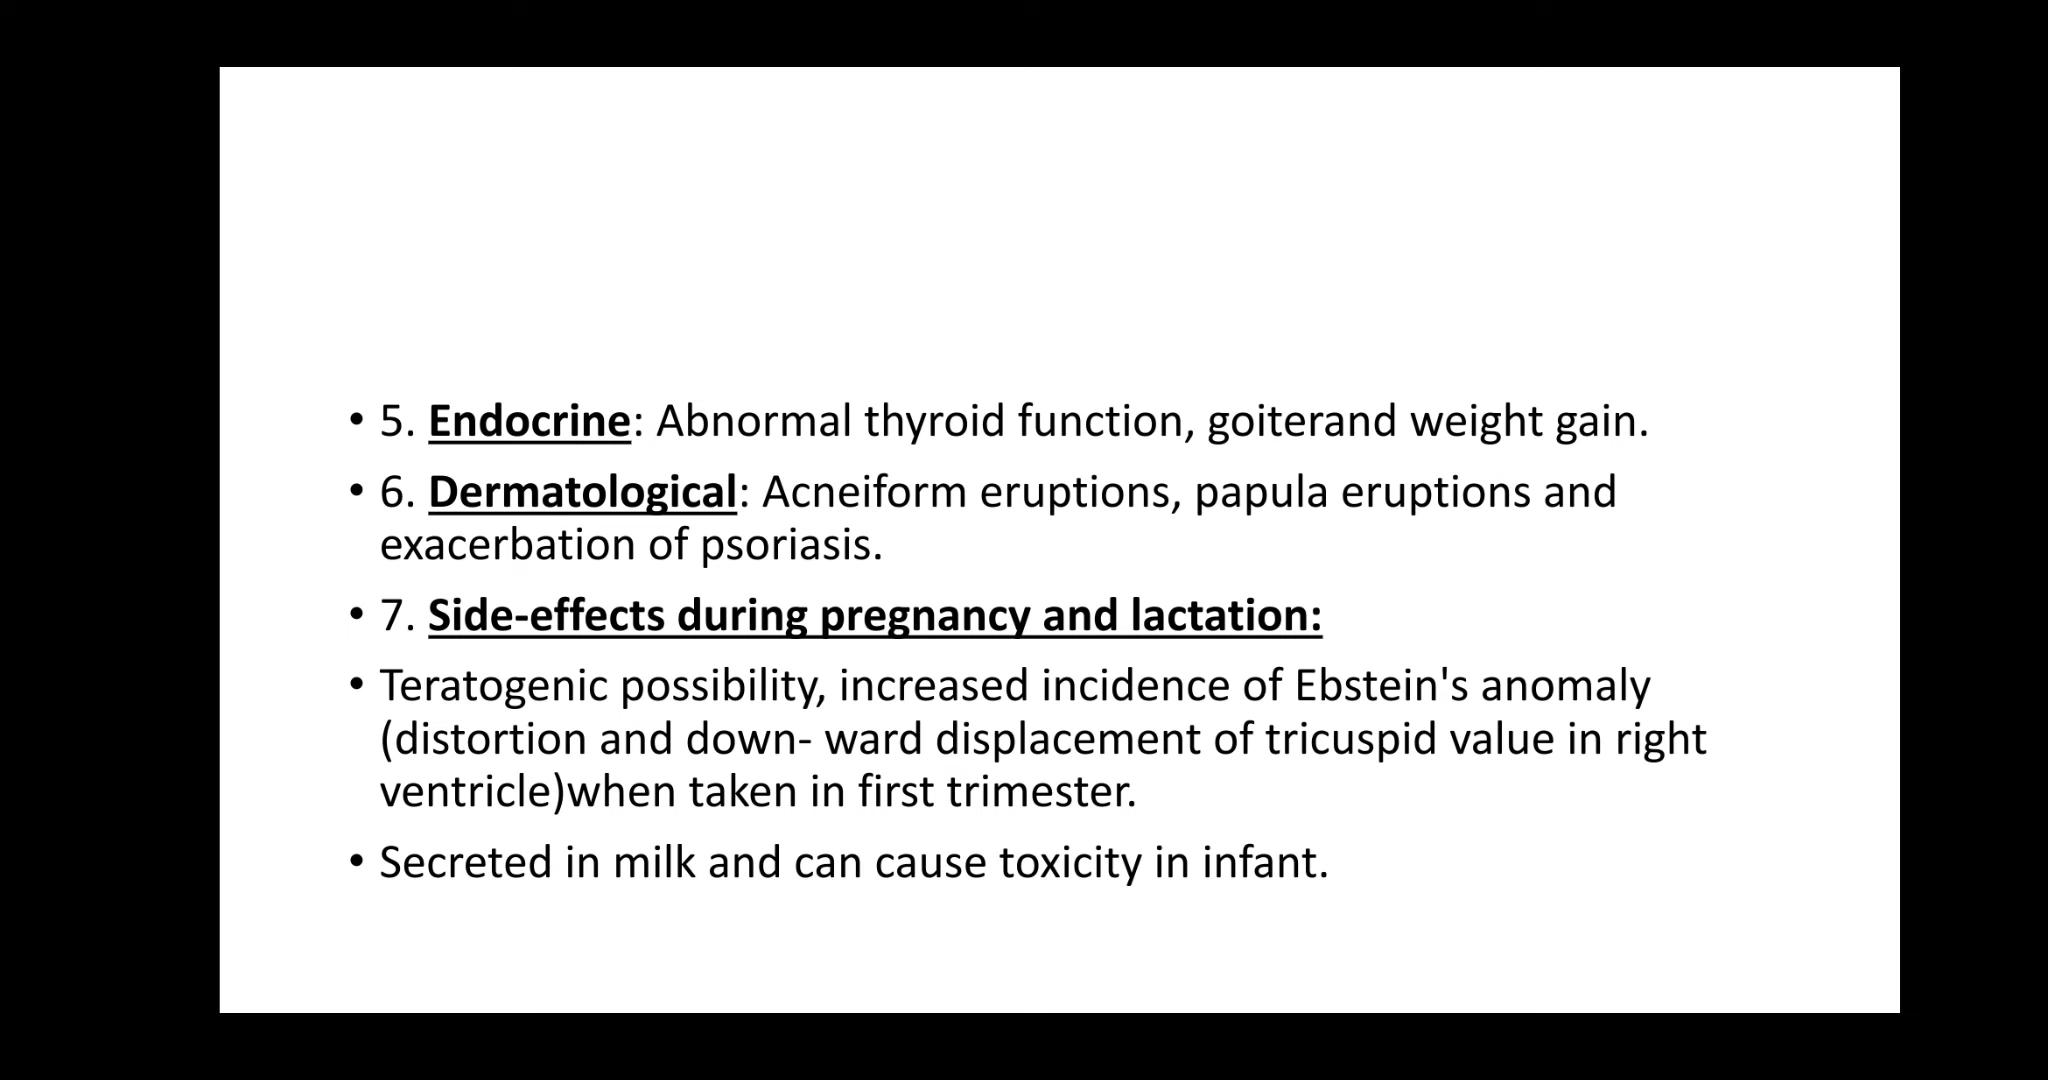 • 5. Endocrine: Abnormal thyroid function, goiterand weight gain.
• 6. Dermatological: Acneiform eruptions, papula eruptions and
exacerbation of psoriasis.
• 7. Side-effects during pregnancy and lactation:
• Teratogenic possibility, increased incidence of Ebstein's anomaly
(distortion and down- ward displacement of tricuspid value in right
ventricle)when taken in first trimester.
• Secreted in milk and can cause toxicity in infant.